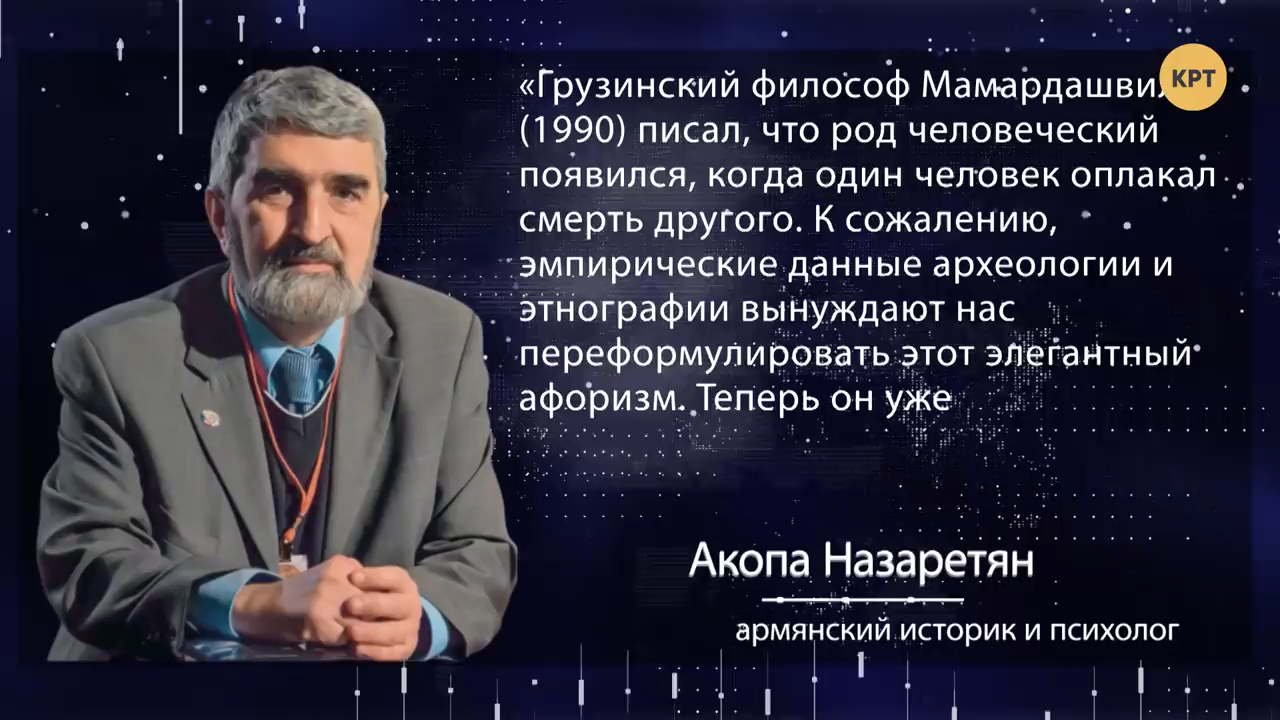 «Грузинский философ Мамардашви
(1990) писал, что род человеческий
появился, когда один человек оплакал
смерть другого. К сожалению,
эмпирические данные археологии и
этнографии вынуждают нас
переформулировать этот элегантный
афоризм. Теперь он уже
КРТ
Акопа Назаретян
армянский историк и психолог